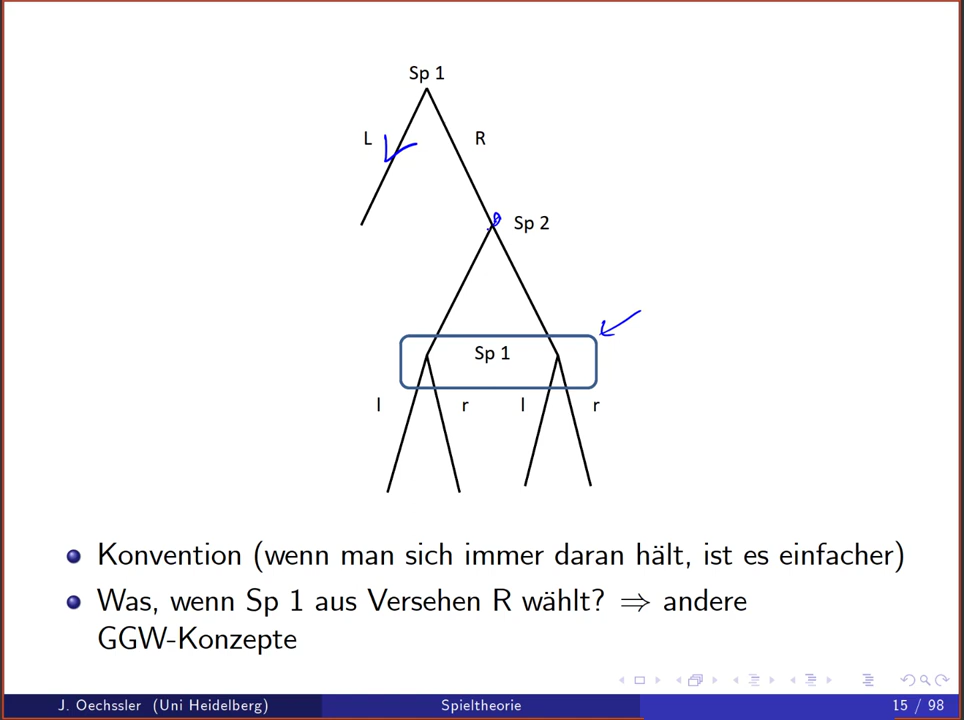 Sp 1
L
R
Sp 2
Sp 1
l
r
l
r
Konvention (wenn man sich immer daran hält, ist es einfacher)
Was, wenn Sp 1 aus Versehen R wählt? ⇒ andere
GGW-Konzepte
J. Oechssler (Uni Heidelberg)
Spieltheorie
15 / 98